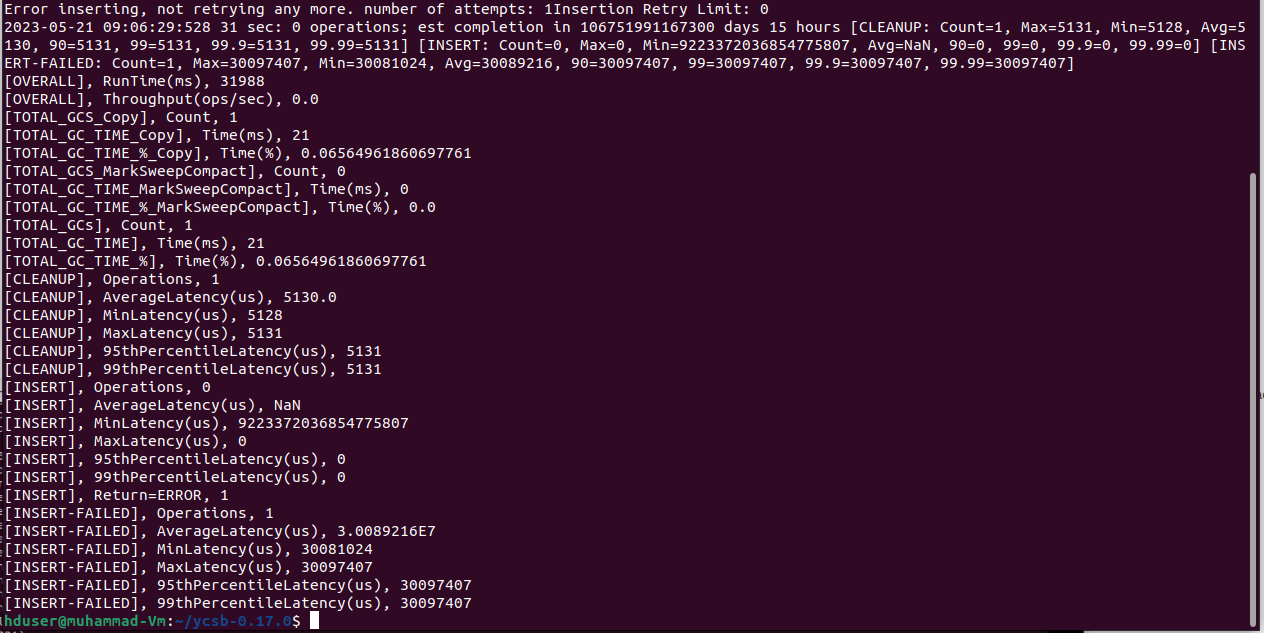 Error inserting, not retrying any more. number of attempts: 1Insertion Retry Limit: 0
2023-05-21 09:06:29:528 31 sec: 0 operations; est completion in 106751991167300 days 15 hours [CLEANUP: Count=1, Max=5131, Min=5128, Avg=5
130, 90=5131, 99=5131, 99.9=5131, 99.99=5131] [INSERT: Count=0, Max=0, Min=9223372036854775807, Avg=NaN, 90=0, 99=0, 99.9=0, 99.99=0] [INS
ERT-FAILED: Count=1, Max=30097407, Min=30081024, Avg=30089216, 90=30097407, 99=30097407, 99.9=30097407, 99.99=30097407]
[OVERALL], RunTime(ms), 31988
[OVERALL], Throughput(ops/sec), 0.0
[TOTAL_GCS_Copy], Count, 1
[TOTAL_GC_TIME_Copy], Time(ms), 21
[TOTAL_GC_TIME_%_Copy], Time(%), 0.06564961860697761
[TOTAL_GCS_MarkSweepCompact], Count, 0
[TOTAL_GC_TIME_MarkSweepCompact], Time(ms), 0
[TOTAL_GC_TIME_%_MarkSweepCompact], Time(%), 0.0
[TOTAL_GCs], Count, 1
[TOTAL_GC_TIME], Time(ms), 21
[TOTAL_GC_TIME_%], Time(%), 0.06564961860697761
[CLEANUP], Operations, 1
[CLEANUP], AverageLatency(us), 5130.0
[CLEANUP], MinLatency(us), 5128
[CLEANUP], MaxLatency(us), 5131
[CLEANUP], 95thPercentileLatency(us), 5131
[CLEANUP], 99thPercentileLatency(us), 5131
[INSERT], Operations, 0
[INSERT], AverageLatency(us), NaN
[INSERT], MinLatency(us), 9223372036854775807
[INSERT], MaxLatency(us), 0
[INSERT], 95thPercentileLatency(us), 0
[INSERT], 99thPercentileLatency(us), 0
[INSERT], Return=ERROR, 1
[INSERT-FAILED], Operations, 1
[INSERT-FAILED], AverageLatency(us), 3.0089216E7
[INSERT-FAILED], MinLatency(us), 30081024
[INSERT-FAILED], MaxLatency(us), 30097407
[INSERT-FAILED], 95thPercentileLatency(us), 30097407
[INSERT-FAILED], 99thPercentileLatency(us), 30097407
hduser@muhammad-Vm:~/ycsb-0.17.0$